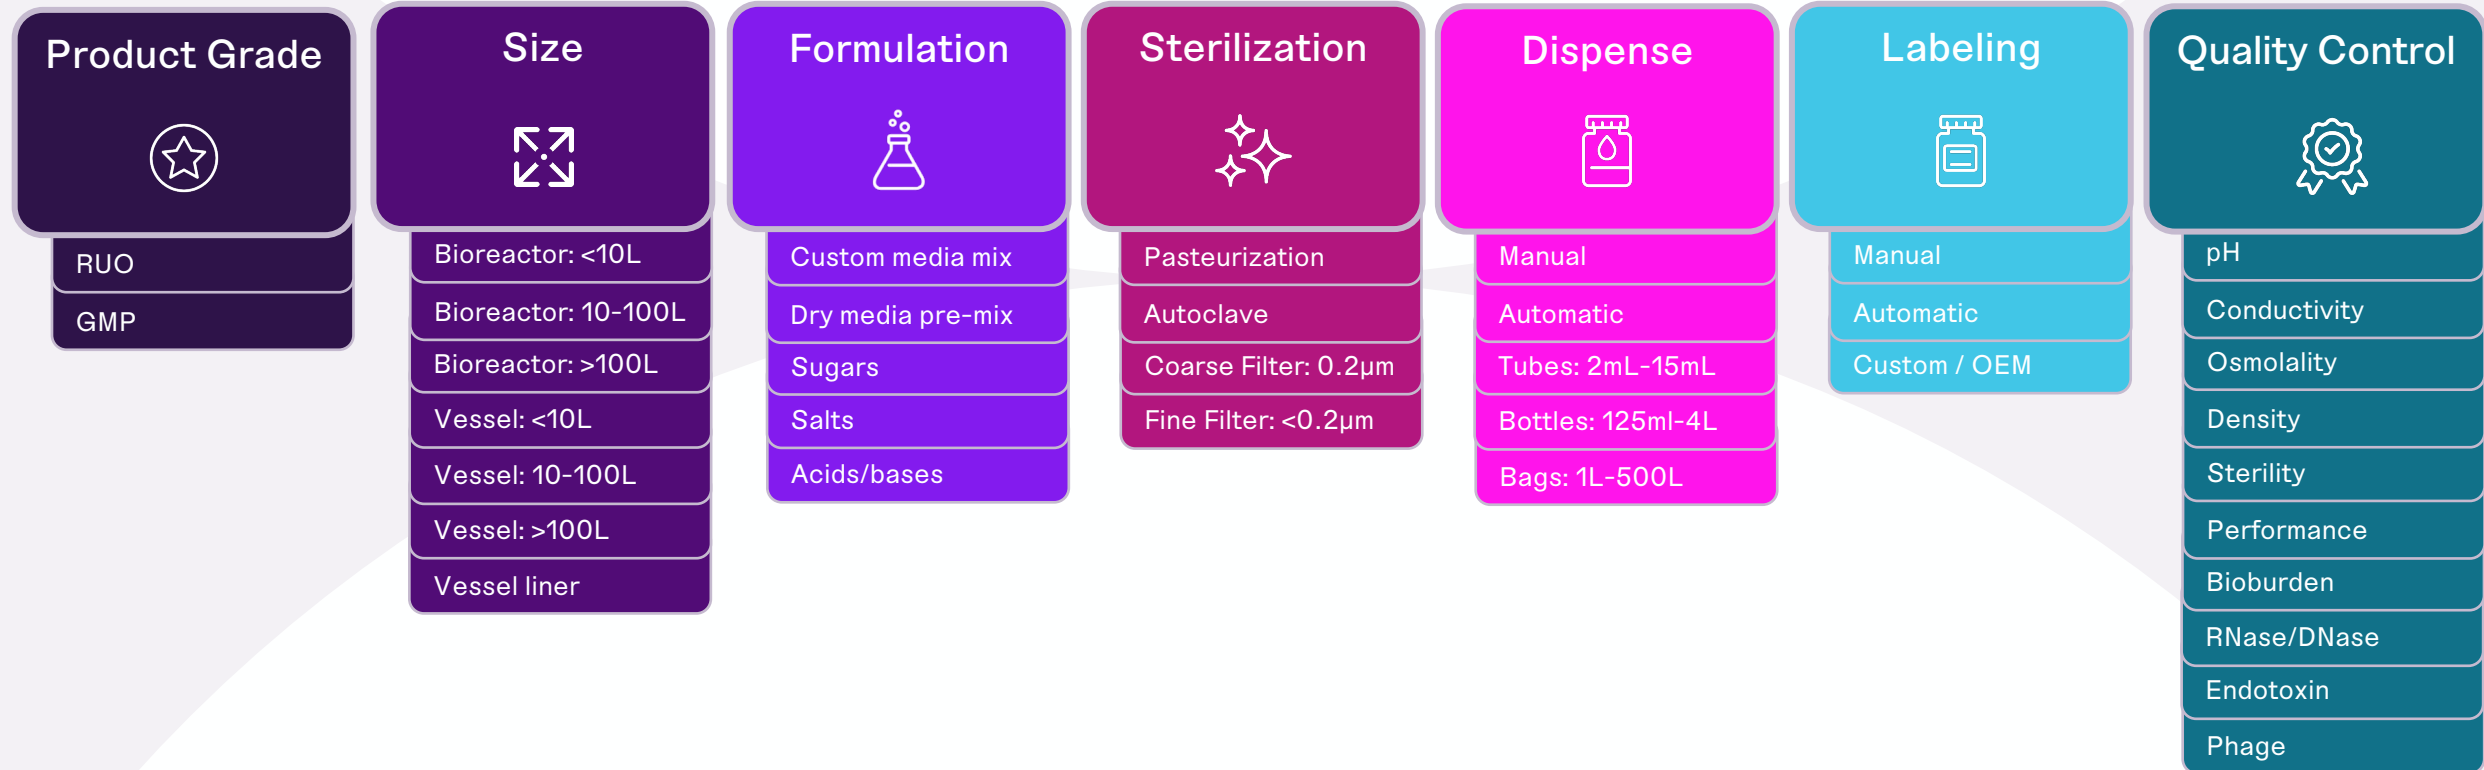 Product Grade
RUO
GMP
Size
Bioreactor: <10L
Bioreactor: 10-100L
Bioreactor: >100L
Vessel: <10L
Vessel: 10-100L
Vessel: >100L
Vessel liner
Formulation
Custom media mix
Dry media pre-mix
Sugars
Salts
Acids/bases
Sterilization
Pasteurization
Autoclave
Coarse Filter: 0.2μm
Fine Filter: <0.2μm
Dispense
Manual
Automatic
Tubes: 2mL-15mL
Bottles: 125ml-4L
Bags: 1L-500L
Labeling
Manual
Automatic
Custom / OEM
Quality Control
pH
Conductivity
Osmolality
Density
Sterility
Performance
Bioburden
RNase/DNase
Endotoxin
Phage